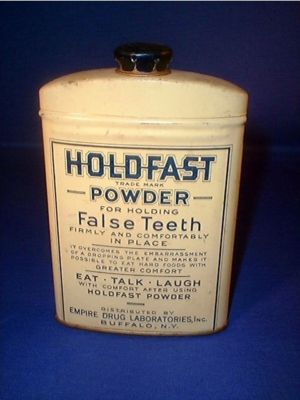 HOLDFAST
TRADE MARK
POWDER
FOR HOLDING
False Teeth
FIRMLY AND COMFORTABLY
IN PLACE
IT OVERCOMES THE EMBARRASSMENT
OF A DROPPING PLATE AND MAKES IT
POSSIBLE TO EAT HARD FOODS WITH
GREATER COMFORT
EAT · TALK · LAUGH
WITH COMFORT AFTER USING
HOLDFAST POWDER
DISTRIBUTED BY
EMPIRE DRUG LABORATORIES, INC.
BUFFALO, N.Y.